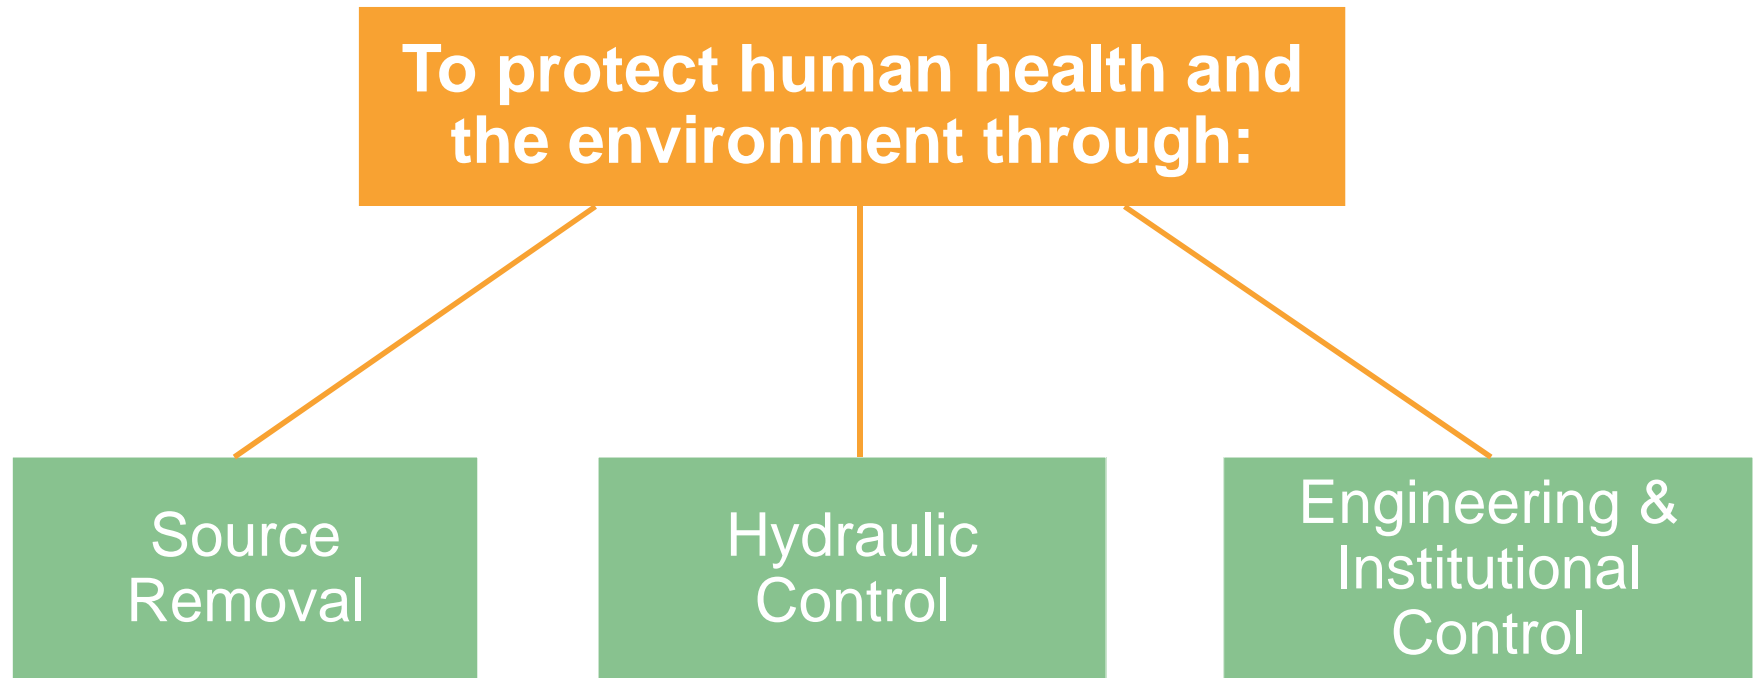 To protect human health and
the environment through:
Source
Removal
Hydraulic
Control
Engineering &
Institutional
Control